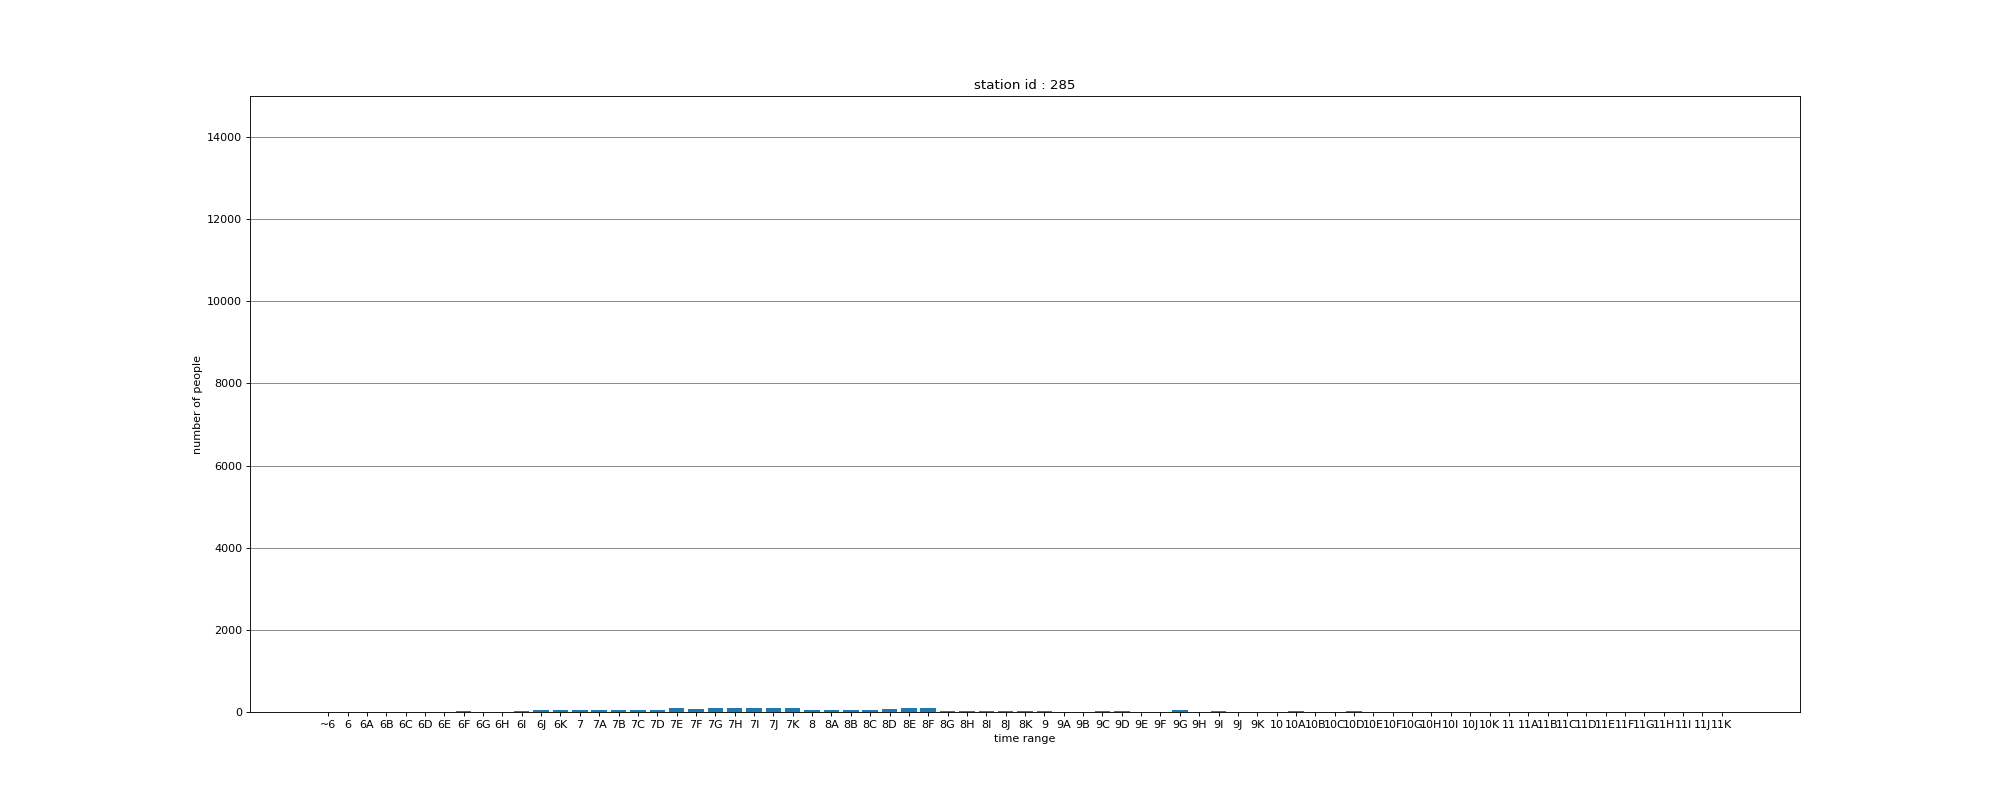 station id : 285
14000
12000
10000
8000
6000
4000
2000
0
number of people
~6 6 6A 6B 6C 6D 6E 6F 6G 6H 6I 6J 6K 7 7A 7B 7C 7D 7E 7F 7G 7H 7I 7J 7K 8 8A 8B 8C 8D 8E 8F 8G 8H 8I 8J 8K 9 9A 9B 9C 9D 9E 9F 9G 9H 9I 9J 9K 10 10A 10B 10C 10D 10E 10F 10G 10H 10I 10J 10K 11 11A 11B 11C 11D 11E 11F 11G 11H 11I 11J 11K
time range